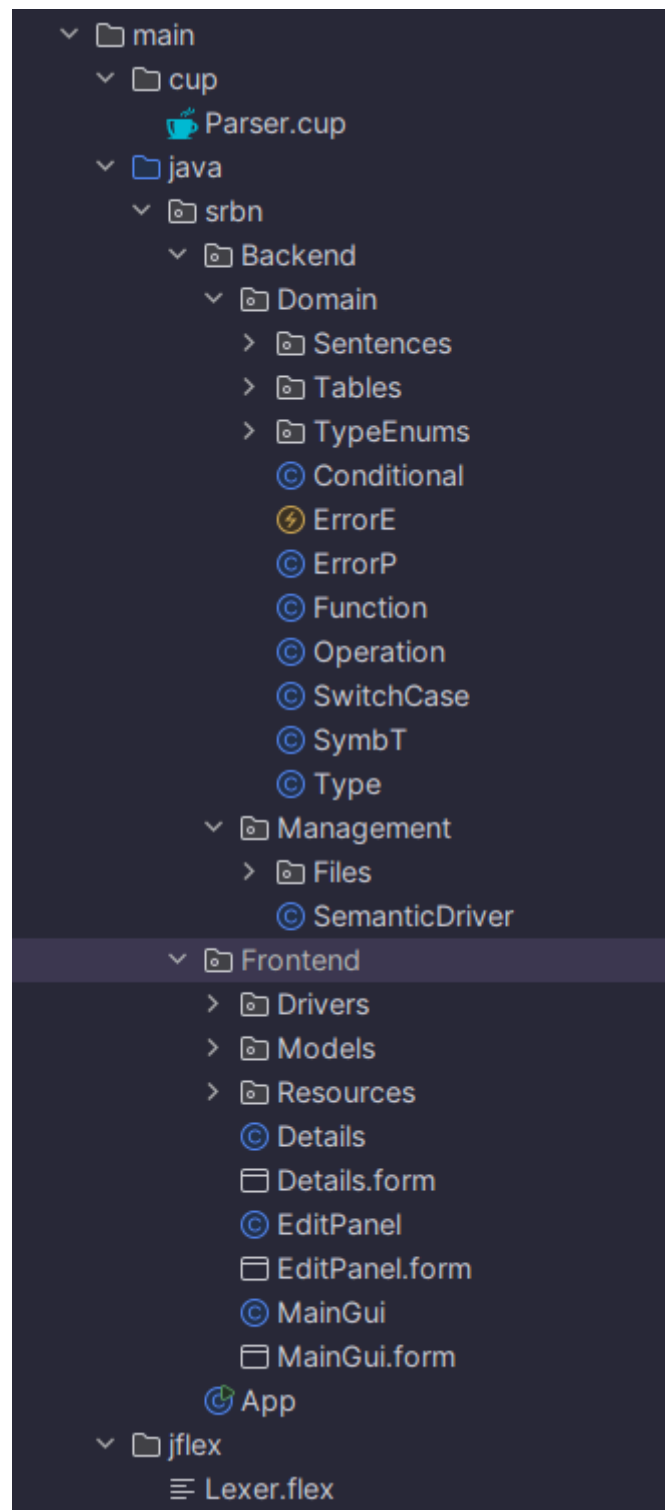 main
cup
Parser.cup
java
srbn
Backend
Domain
Sentences
Tables
TypeEnums
Conditional
ErrorE
ErrorP
Function
Operation
SwitchCase
SymbT
Type
Management
Files
SemanticDriver
Frontend
Drivers
Models
Resources
Details
Details.form
EditPanel
EditPanel.form
MainGui
MainGui.form
App
jflex
Lexer.flex